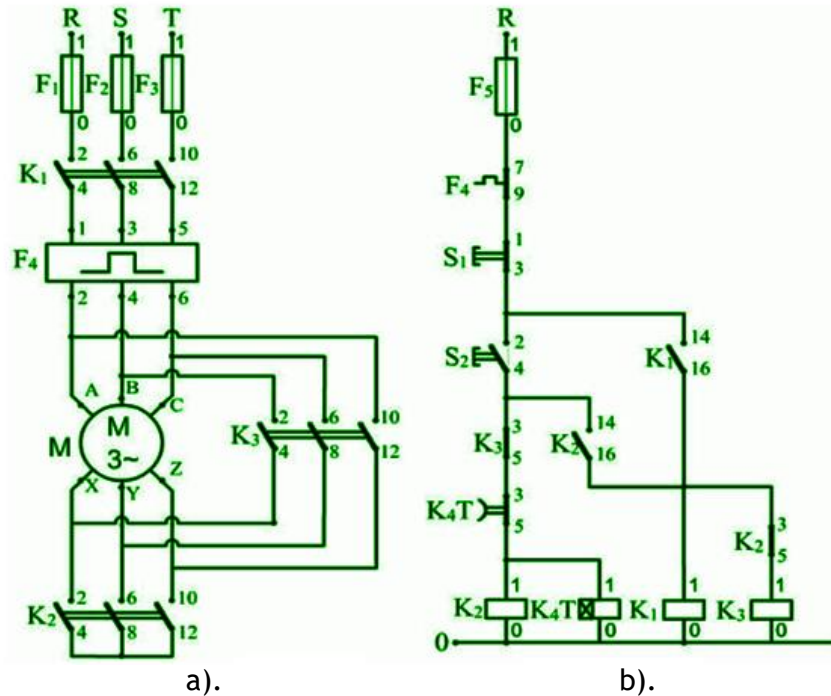 R S T R
1 1 1 1
F₁ F₂ F₃ F₅
0 0 0 0
2 6 10 7
K₁ F₄
4 8 12 9
1 3 5 1
F₄ S₁
3
2 4 6 14
2
S₂ K₁
4 16
A B C
2 6 10 3 14
M M K₃ K₃ K₂
3~ 4 8 12 5 16
X Y Z
3 3
K₄T K₂
5 5
2 6 10 1 1 1 1
K₂ K₂ K₄T K₁ K₃
4 8 12 0 0 0 0
0
a). b).